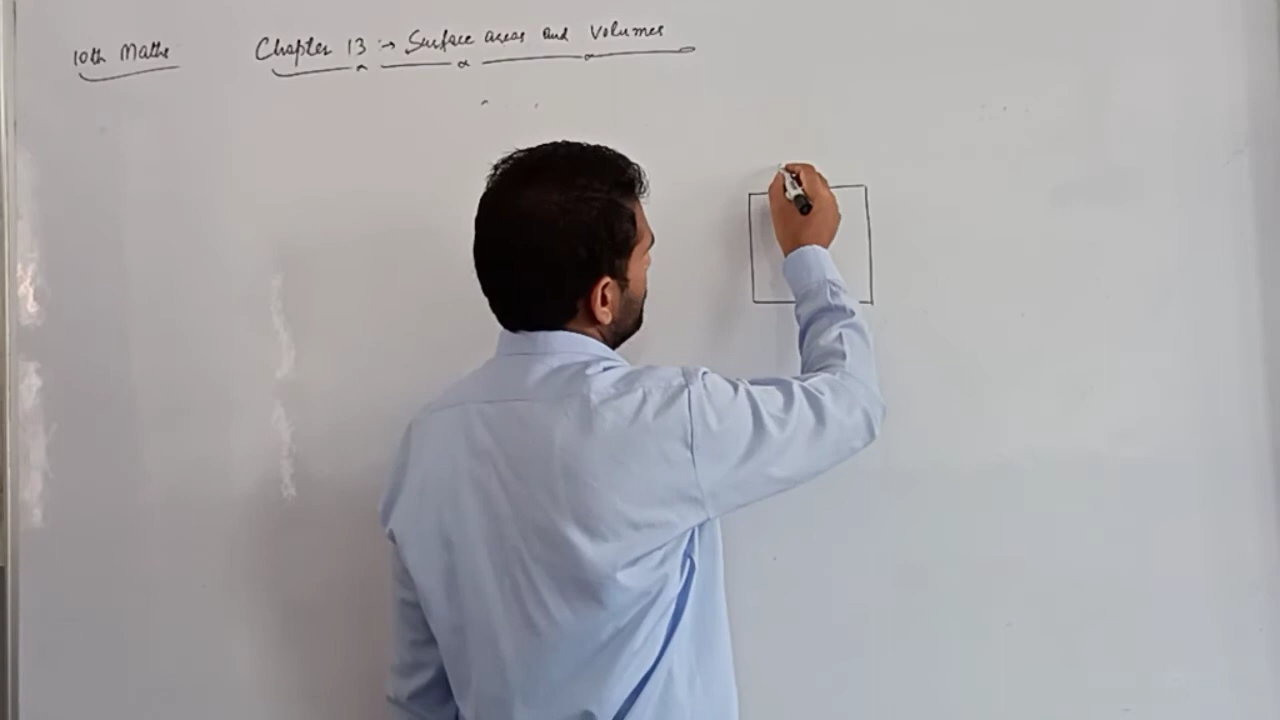 10th Maths
Chapter 13 :→ Surface areas and Volumes